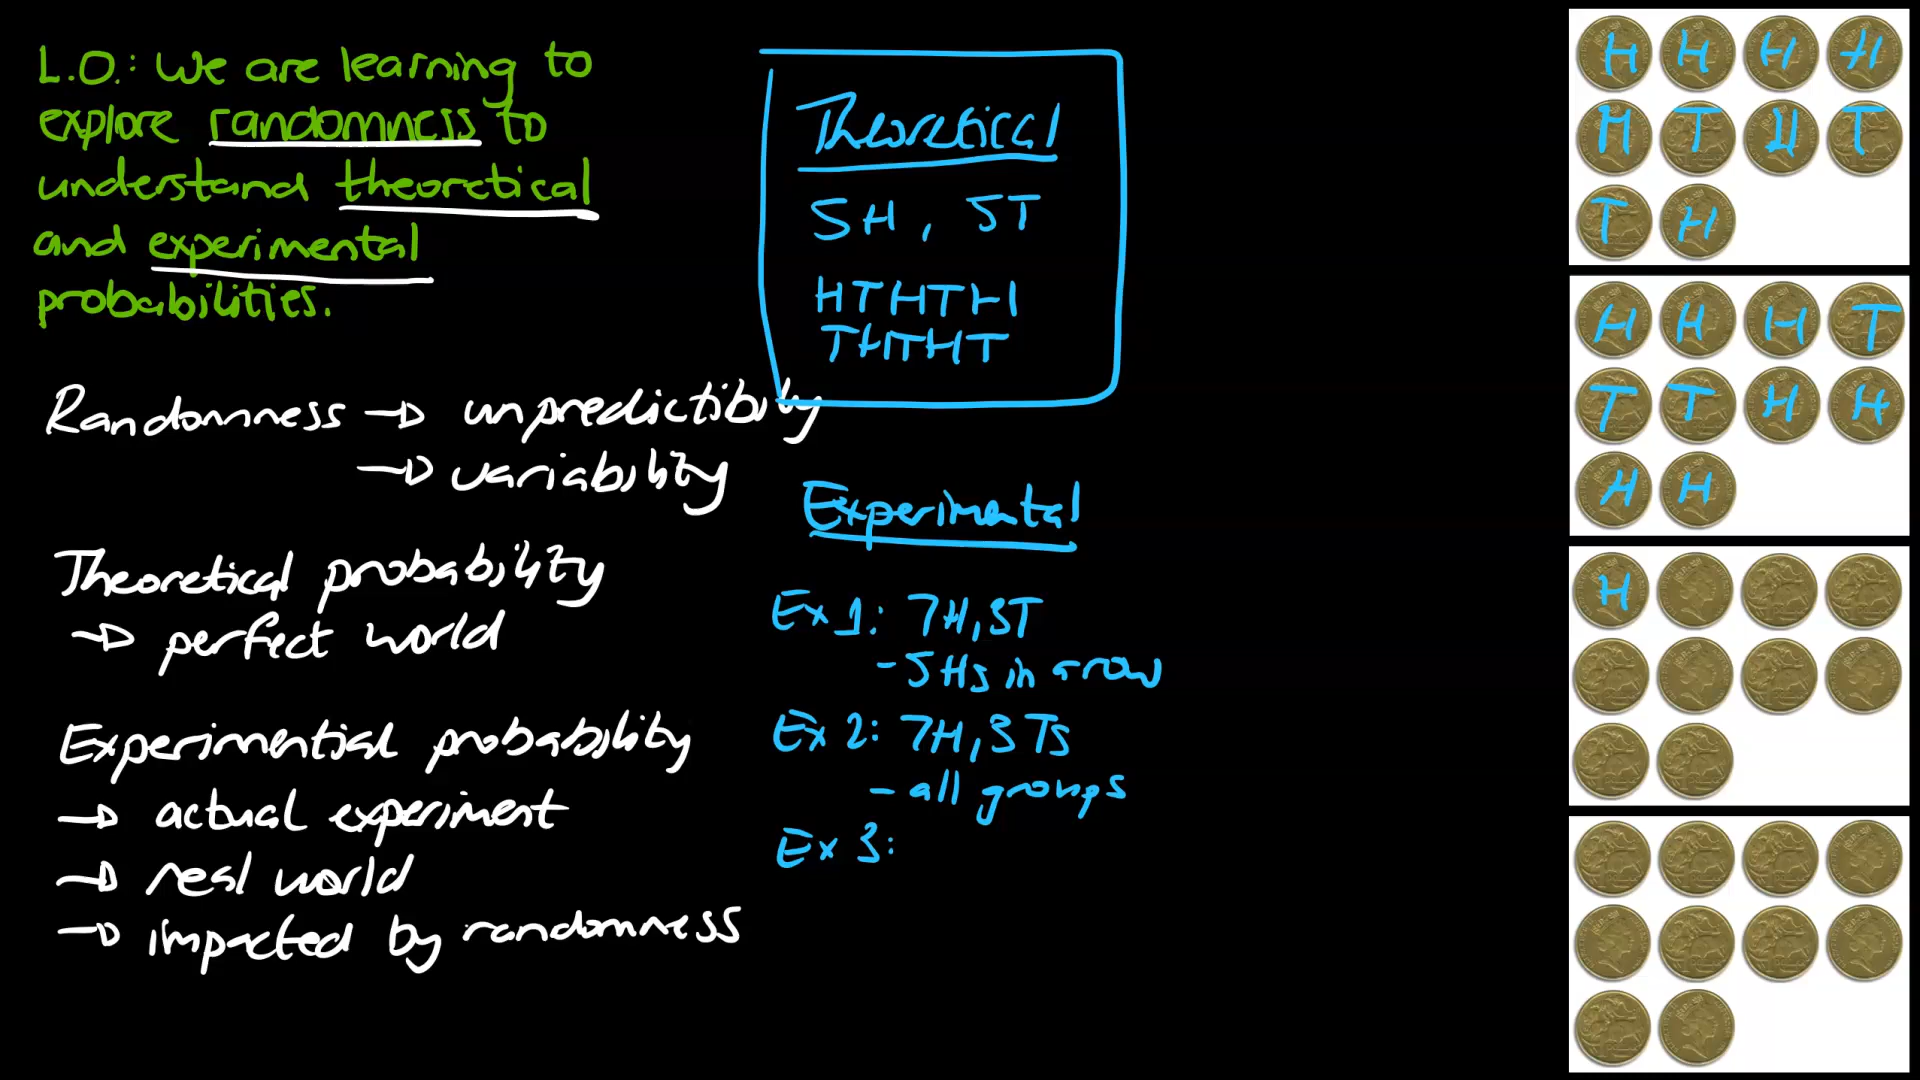 L.O.: We are learning to
explore randomness to
understand theoretical
and experimental
probabilities.
Randomness → unpredictibility
→ variability
Theoretical probability
→ perfect world
Experimential probability
→ actual experiment
→ real world
→ impacted by randomness
Theoretical
5H, 5T
HTHTH
THTHT
Experimental
Ex 1: 7H, 3T
- 5Hs in a row
Ex 2: 7H, 3Ts
- all groups
Ex 3:
H H H H
H T H T
T H
H H H T
T T H H
H H
H